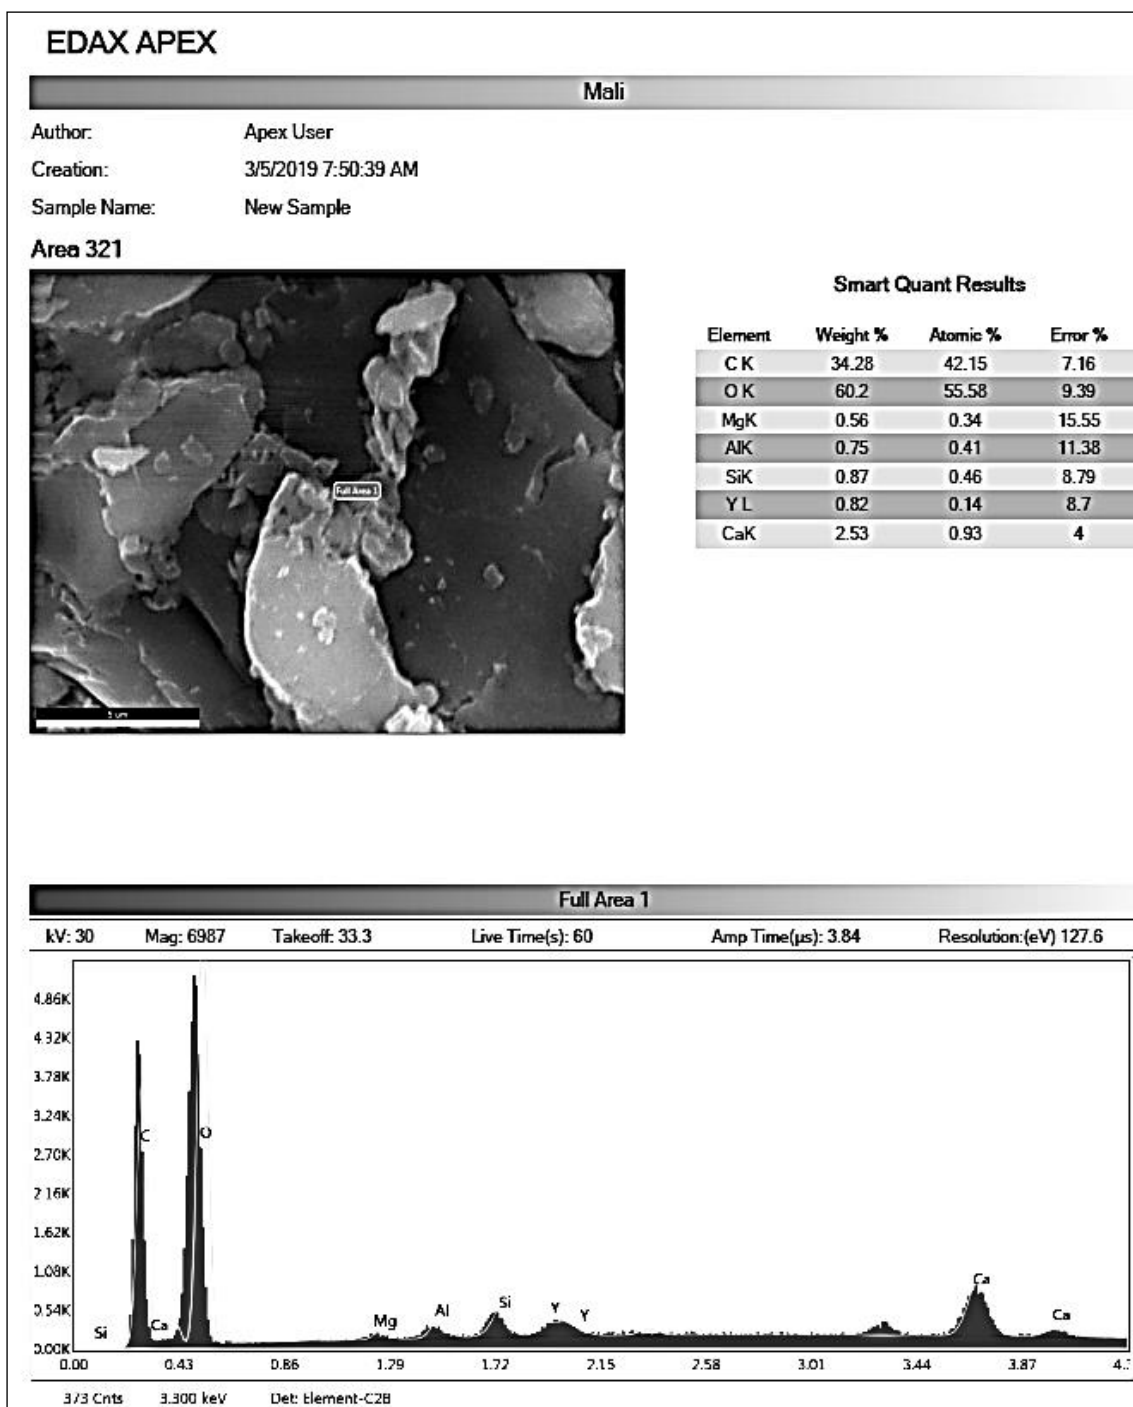 EDAX APEX
Mali
Author: Apex User
Creation: 3/5/2019 7:50:39 AM
Sample Name: New Sample
Area 321
Full Area 1
5 um
Smart Quant Results
Element Weight % Atomic % Error %
C K 34.28 42.15 7.16
O K 60.2 55.58 9.39
MgK 0.56 0.34 15.55
AlK 0.75 0.41 11.38
SiK 0.87 0.46 8.79
Y L 0.82 0.14 8.7
CaK 2.53 0.93 4
Full Area 1
kV: 30 Mag: 6987 Takeoff: 33.3 Live Time(s): 60 Amp Time(µs): 3.84 Resolution:(eV) 127.6
4.86K
4.32K
3.78K
3.24K
2.70K
2.16K
1.62K
1.08K
0.54K
0.00K
C
O
Si
Ca
Mg
Al
Si
Y
Y
Ca
Ca
0.00 0.43 0.86 1.29 1.72 2.15 2.58 3.01 3.44 3.87
373 Cnts 3.300 keV Det: Element-C2B